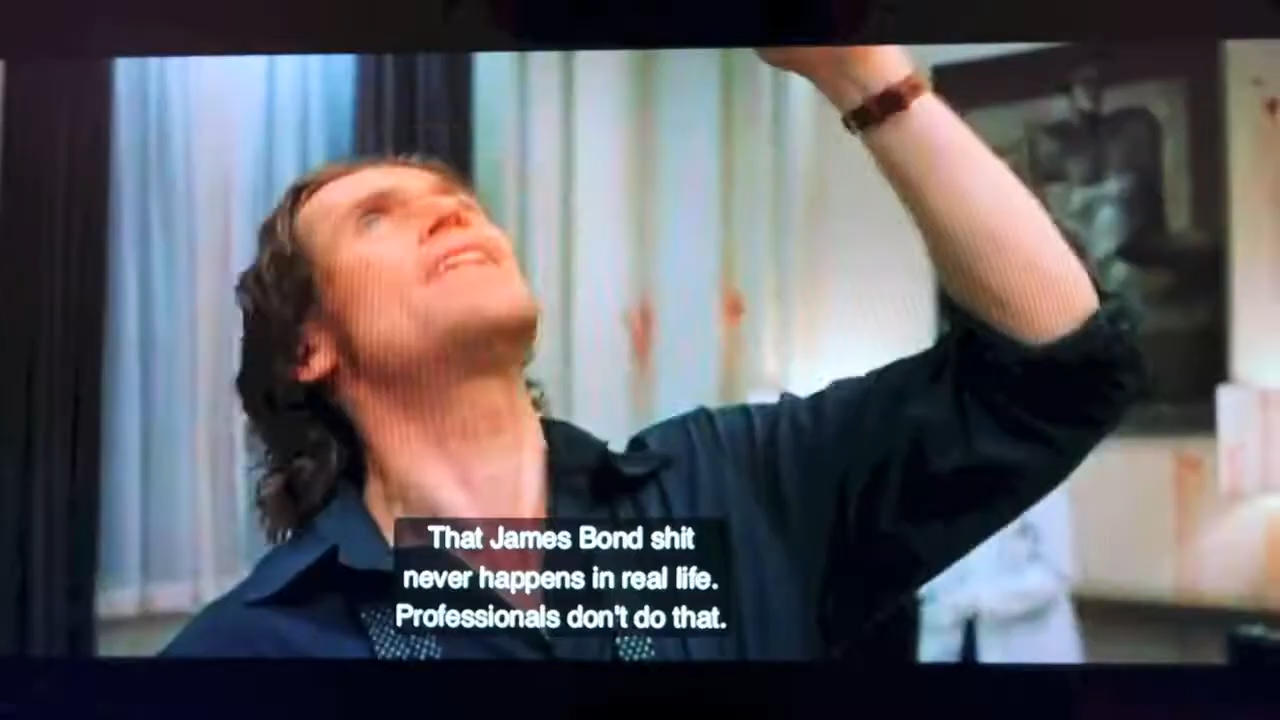 That James Bond shit
never happens in real life.
Professionals don't do that.